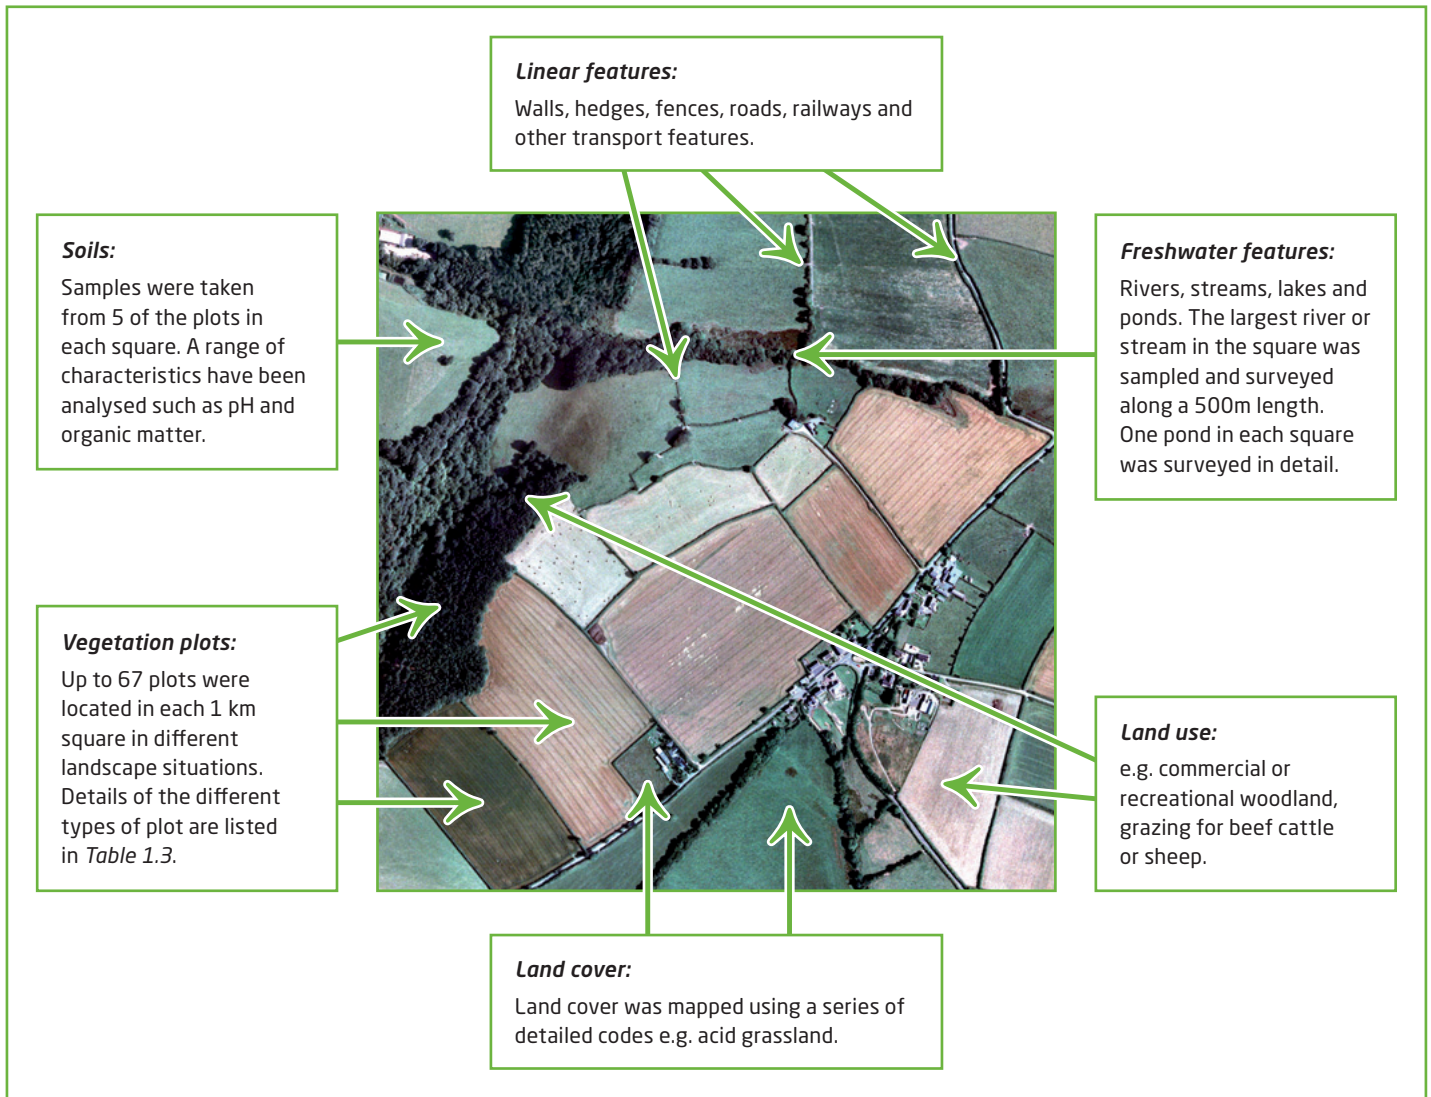 Linear features:
Walls, hedges, fences, roads, railways and
other transport features.
Soils:
Samples were taken
from 5 of the plots in
each square. A range of
characteristics have been
analysed such as pH and
organic matter.
Freshwater features:
Rivers, streams, lakes and
ponds. The largest river or
stream in the square was
sampled and surveyed
along a 500m length.
One pond in each square
was surveyed in detail.
Vegetation plots:
Up to 67 plots were
located in each 1 km
square in different
landscape situations.
Details of the different
types of plot are listed
in Table 1.3.
Land use:
e.g. commercial or
recreational woodland,
grazing for beef cattle
or sheep.
Land cover:
Land cover was mapped using a series of
detailed codes e.g. acid grassland.